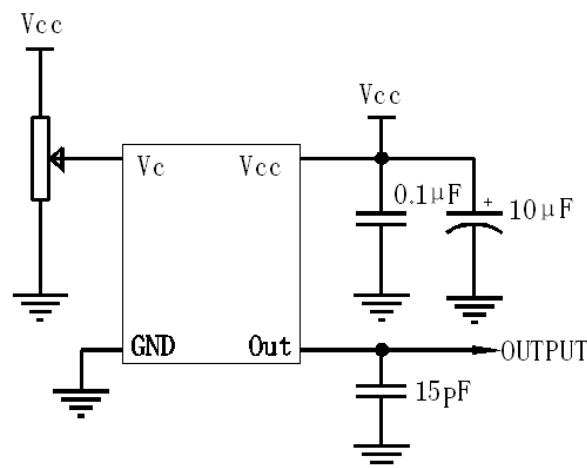 Vcc
Vcc
Vc Vcc
0.1μF
+
10μF
GND Out
OUTPUT
15pF